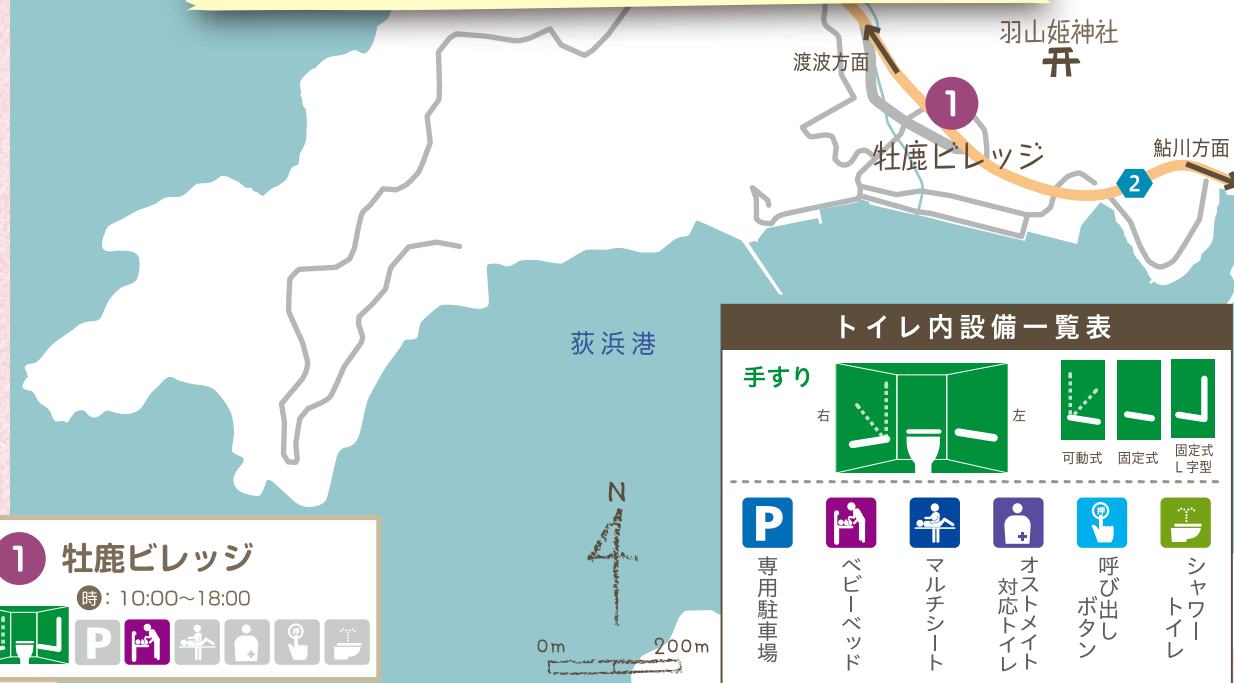 羽山姫神社
渡波方面
1
牡鹿ビレッジ
鮎川方面
2
荻浜港
トイレ内設備一覧表
手すり
右
左
可動式
固定式
固定式
L字型
P
押
専用駐車場
ベビーベッド
マルチシート
オストメイト
対応トイレ
呼び出し
ボタン
シャワー
トイレ
N
0m
200m
1 牡鹿ビレッジ
時：10:00〜18:00
P
押